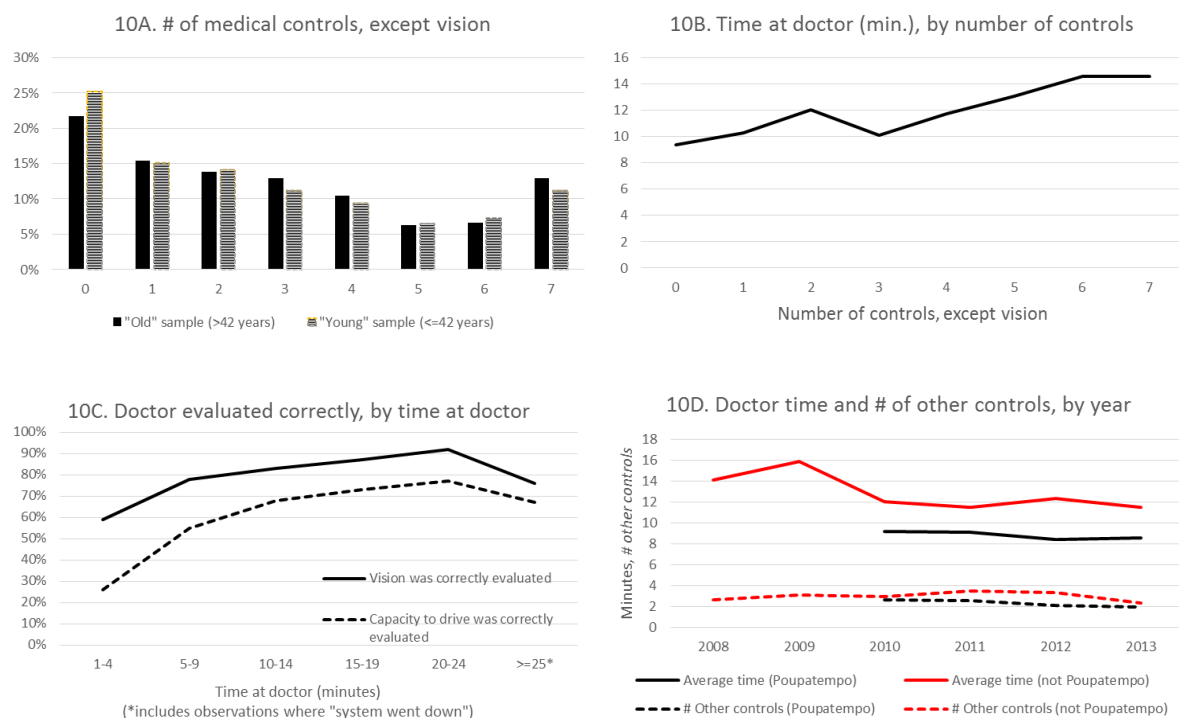 10A. # of medical controls, except vision
30%
25%
20%
15%
10%
5%
0%
0 1 2 3 4 5 6 7
"Old" sample (>42 years) "Young" sample (<=42 years)
10B. Time at doctor (min.), by number of controls
16
14
12
10
8
6
4
2
0
0 1 2 3 4 5 6 7
Number of controls, except vision
10C. Doctor evaluated correctly, by time at doctor
100%
90%
80%
70%
60%
50%
40%
30%
20%
10%
0%
Vision was correctly evaluated
Capacity to drive was correctly
evaluated
1-4 5-9 10-14 15-19 20-24 >=25*
Time at doctor (minutes)
(*includes observations where "system went down")
10D. Doctor time and # of other controls, by year
Minutes, # other controls
18
16
14
12
10
8
6
4
2
0
2008 2009 2010 2011 2012 2013
Average time (Poupatempo) Average time (not Poupatempo)
# Other controls (Poupatempo) # Other controls (not Poupatempo)